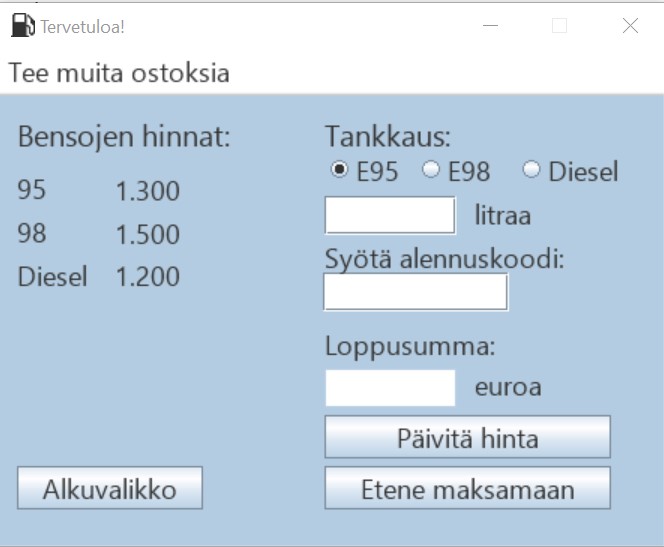 Tervetuloa!
Tee muita ostoksia
Bensojen hinnat:
95 1.300
98 1.500
Diesel 1.200
Tankkaus:
E95 E98 Diesel
litraa
Syötä alennuskoodi:
Loppusumma:
euroa
Päivitä hinta
Alkuvalikko
Etene maksamaan